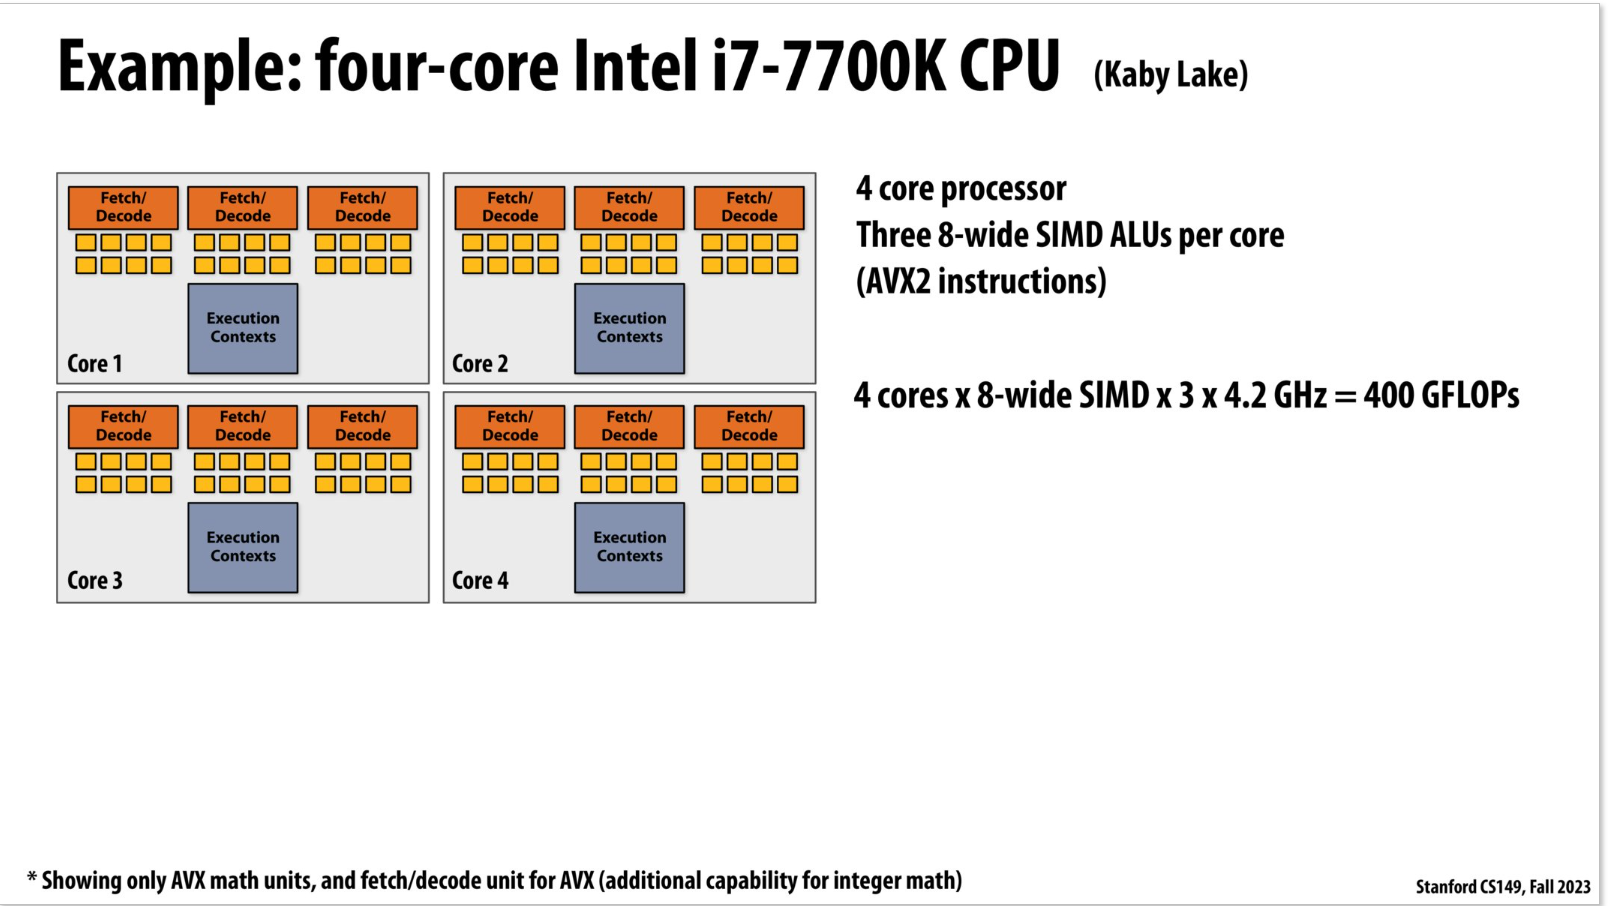 Example: four-core Intel i7-7700K CPU (Kaby Lake)
Fetch/
Decode
Fetch/
Decode
Fetch/
Decode
Execution
Contexts
Core 1
Fetch/
Decode
Fetch/
Decode
Fetch/
Decode
Execution
Contexts
Core 2
Fetch/
Decode
Fetch/
Decode
Fetch/
Decode
Execution
Contexts
Core 3
Fetch/
Decode
Fetch/
Decode
Fetch/
Decode
Execution
Contexts
Core 4
4 core processor
Three 8-wide SIMD ALUs per core
(AVX2 instructions)
4 cores x 8-wide SIMD x 3 x 4.2 GHz = 400 GFLOPs
* Showing only AVX math units, and fetch/decode unit for AVX (additional capability for integer math)
Stanford CS149, Fall 2023